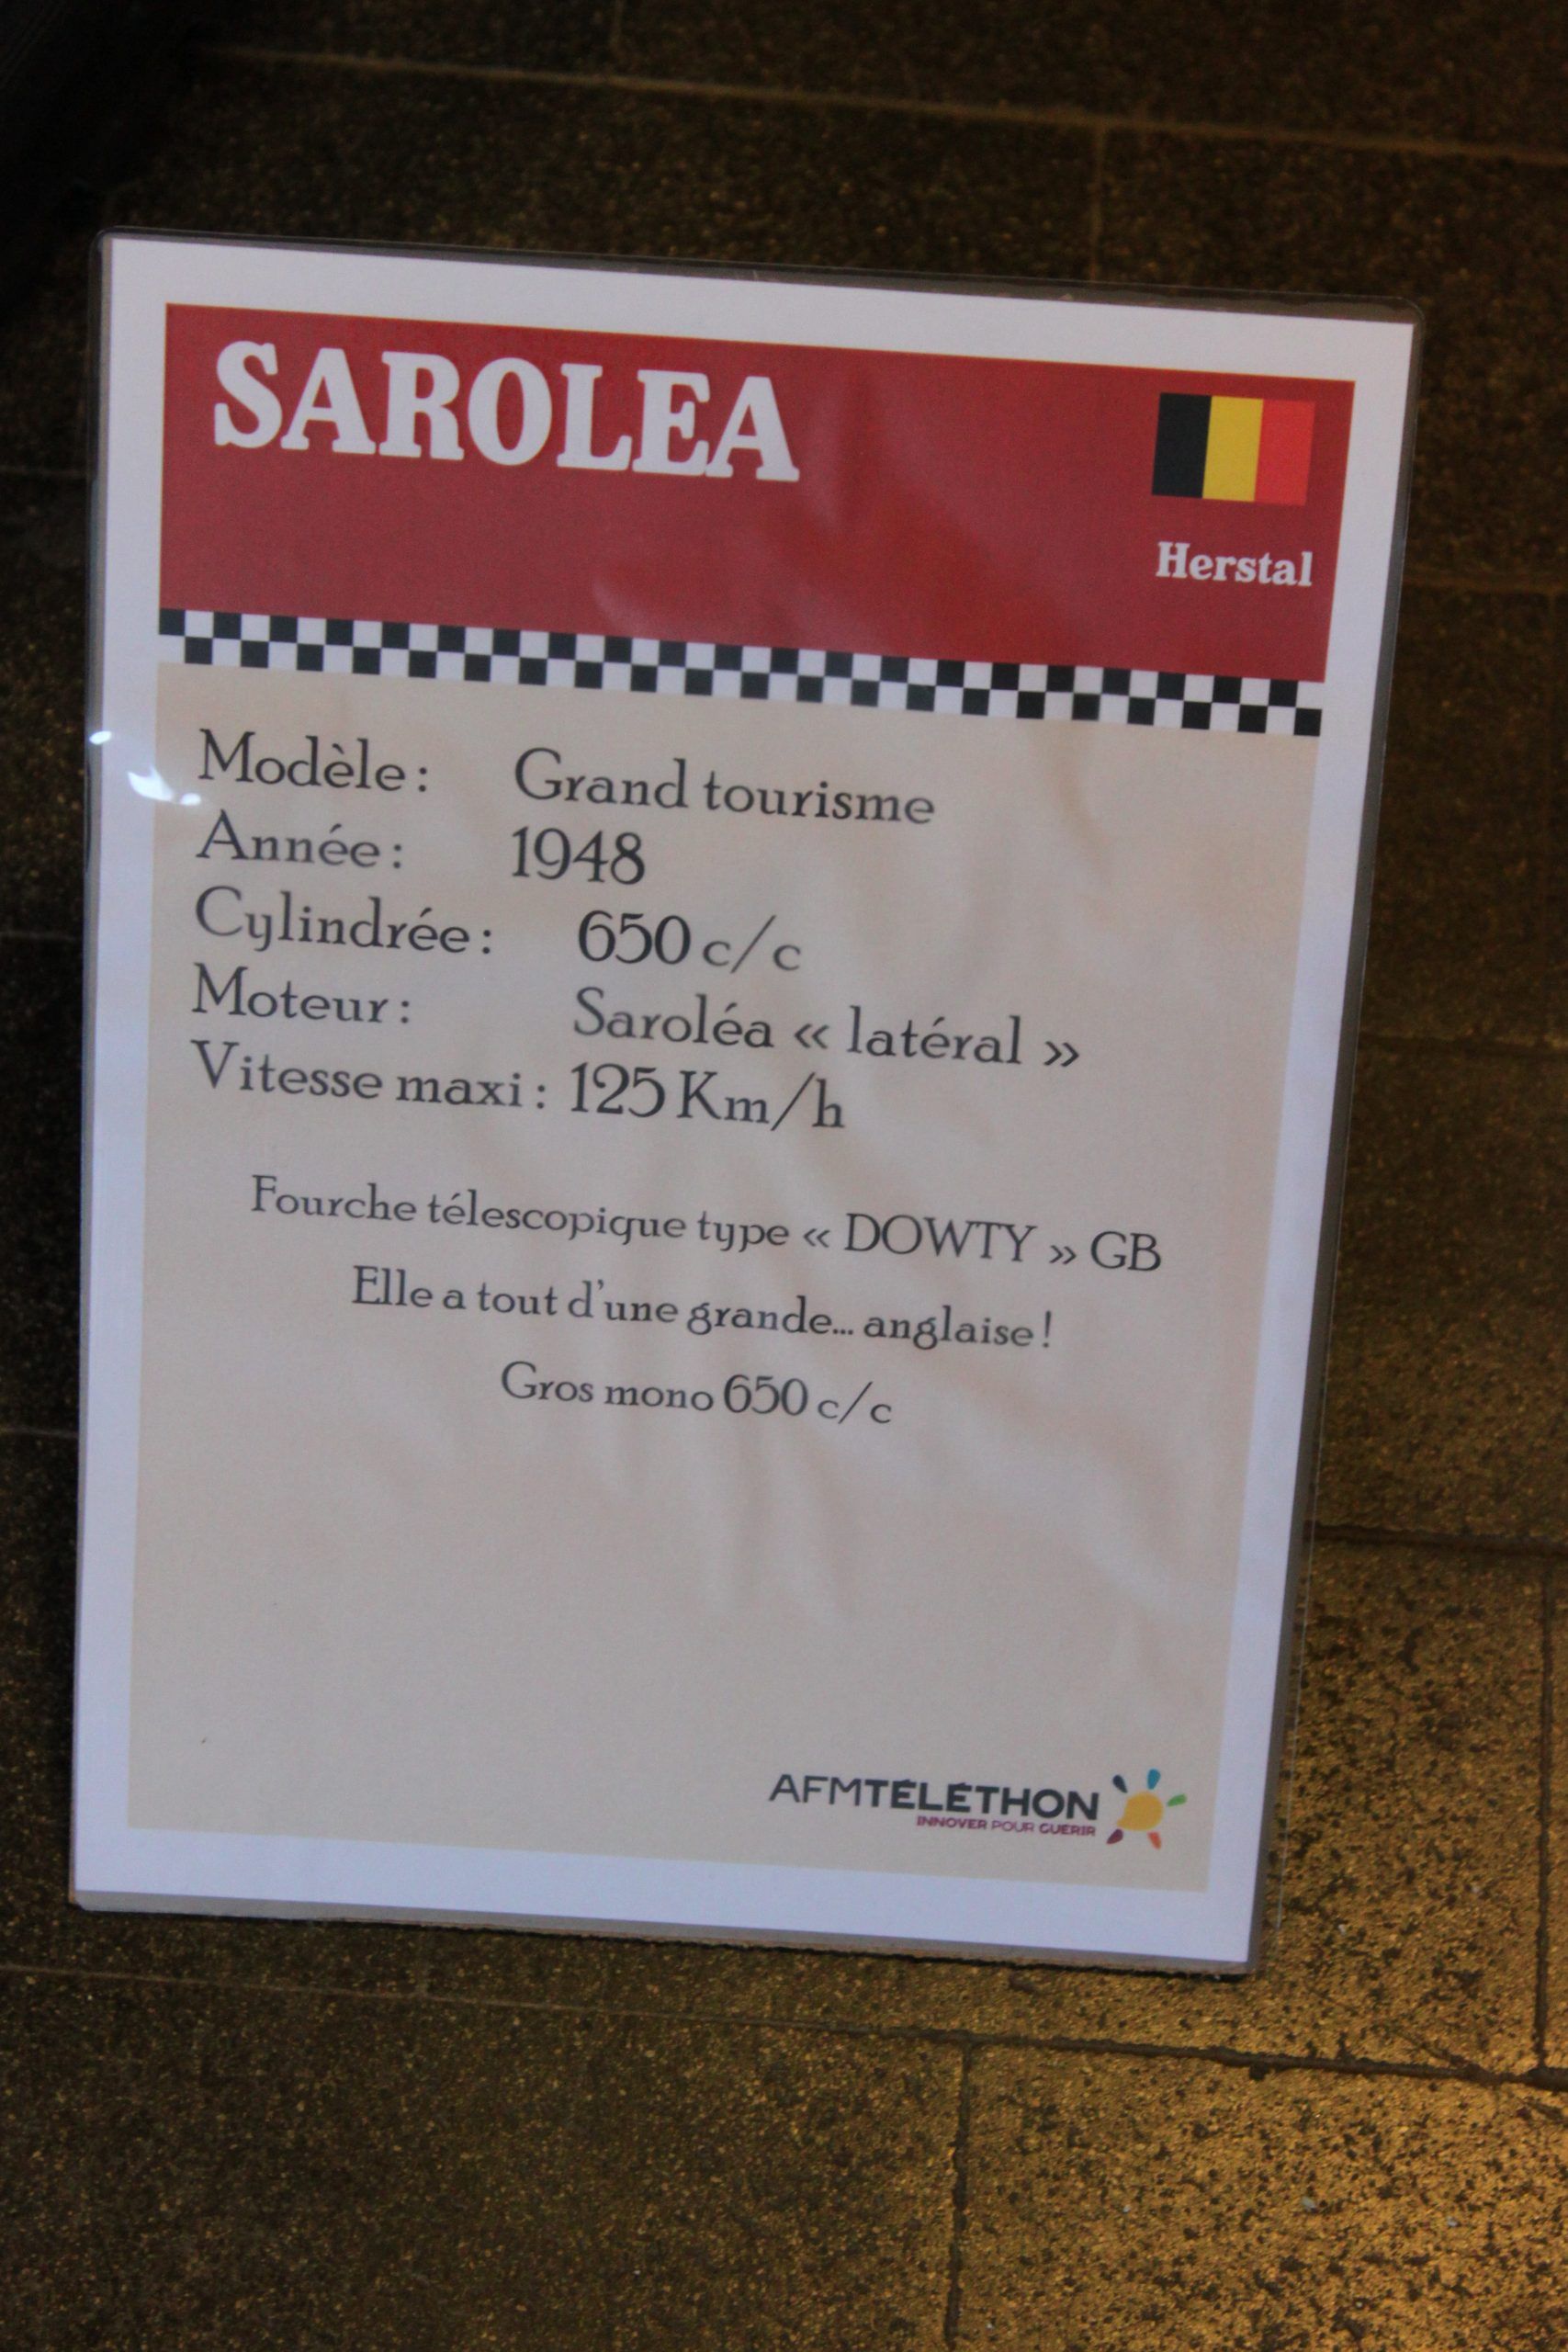 SAROLEA
Herstal
Modèle : Grand tourisme
Année : 1948
Cylindrée : 650 c/c
Moteur : Saroléa « latéral »
Vitesse maxi : 125 Km/h
Fourche télescopique type « DOWTY » GB
Elle a tout d'une grande... anglaise !
Gros mono 650 c/c
AFMTÉLÉTHON
INNOVER POUR GUÉRIR